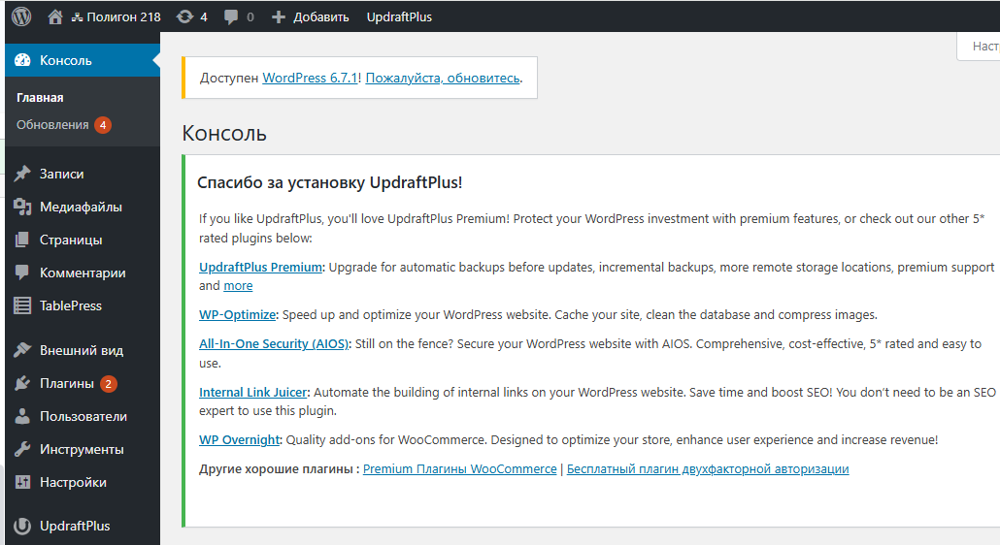 Полигон 218 4 0 Добавить UpdraftPlus
Консоль
Главная
Обновления 4
Записи
Медиафайлы
Страницы
Комментарии
TablePress
Внешний вид
Плагины 2
Пользователи
Инструменты
Настройки
UpdraftPlus
Наст
Доступен WordPress 6.7.1! Пожалуйста, обновитесь.
Консоль
Спасибо за установку UpdraftPlus!
If you like UpdraftPlus, you'll love UpdraftPlus Premium! Protect your WordPress investment with premium features, or check out our other 5*
rated plugins below:
UpdraftPlus Premium: Upgrade for automatic backups before updates, incremental backups, more remote storage locations, premium support
and more
WP-Optimize: Speed up and optimize your WordPress website. Cache your site, clean the database and compress images.
All-In-One Security (AIOS): Still on the fence? Secure your WordPress website with AIOS. Comprehensive, cost-effective, 5* rated and easy to
use.
Internal Link Juicer: Automate the building of internal links on your WordPress website. Save time and boost SEO! You don’t need to be an SEO
expert to use this plugin.
WP Overnight: Quality add-ons for WooCommerce. Designed to optimize your store, enhance user experience and increase revenue!
Другие хорошие плагины : Premium Плагины WooCommerce | Бесплатный плагин двухфакторной авторизации